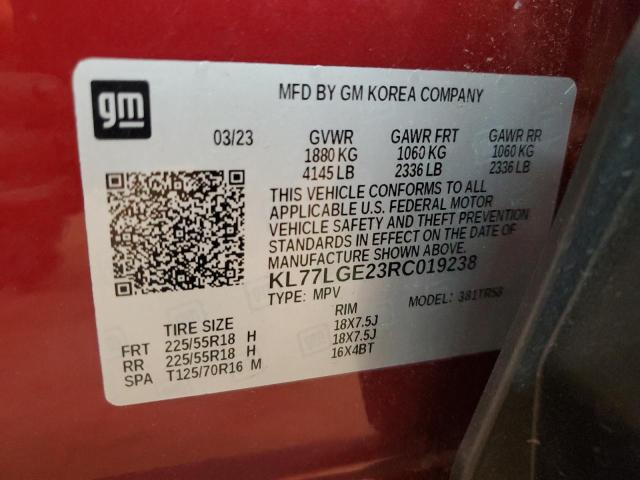 gm
MFD BY GM KOREA COMPANY
03/23 GVWR GAWR FRT GAWR RR
1880 KG 1060 KG 1060 KG
4145 LB 2336 LB 2336 LB
THIS VEHICLE CONFORMS TO ALL
APPLICABLE U.S. FEDERAL MOTOR
VEHICLE SAFETY AND THEFT PREVENTION
STANDARDS IN EFFECT ON THE DATE OF
MANUFACTURE SHOWN ABOVE.
KL77LGE23RC019238
TYPE: MPV MODEL: 381TR58
TIRE SIZE RIM
FRT 225/55R18 H 18X7.5J
RR 225/55R18 H 18X7.5J
SPA T125/70R16 M 16X4BT